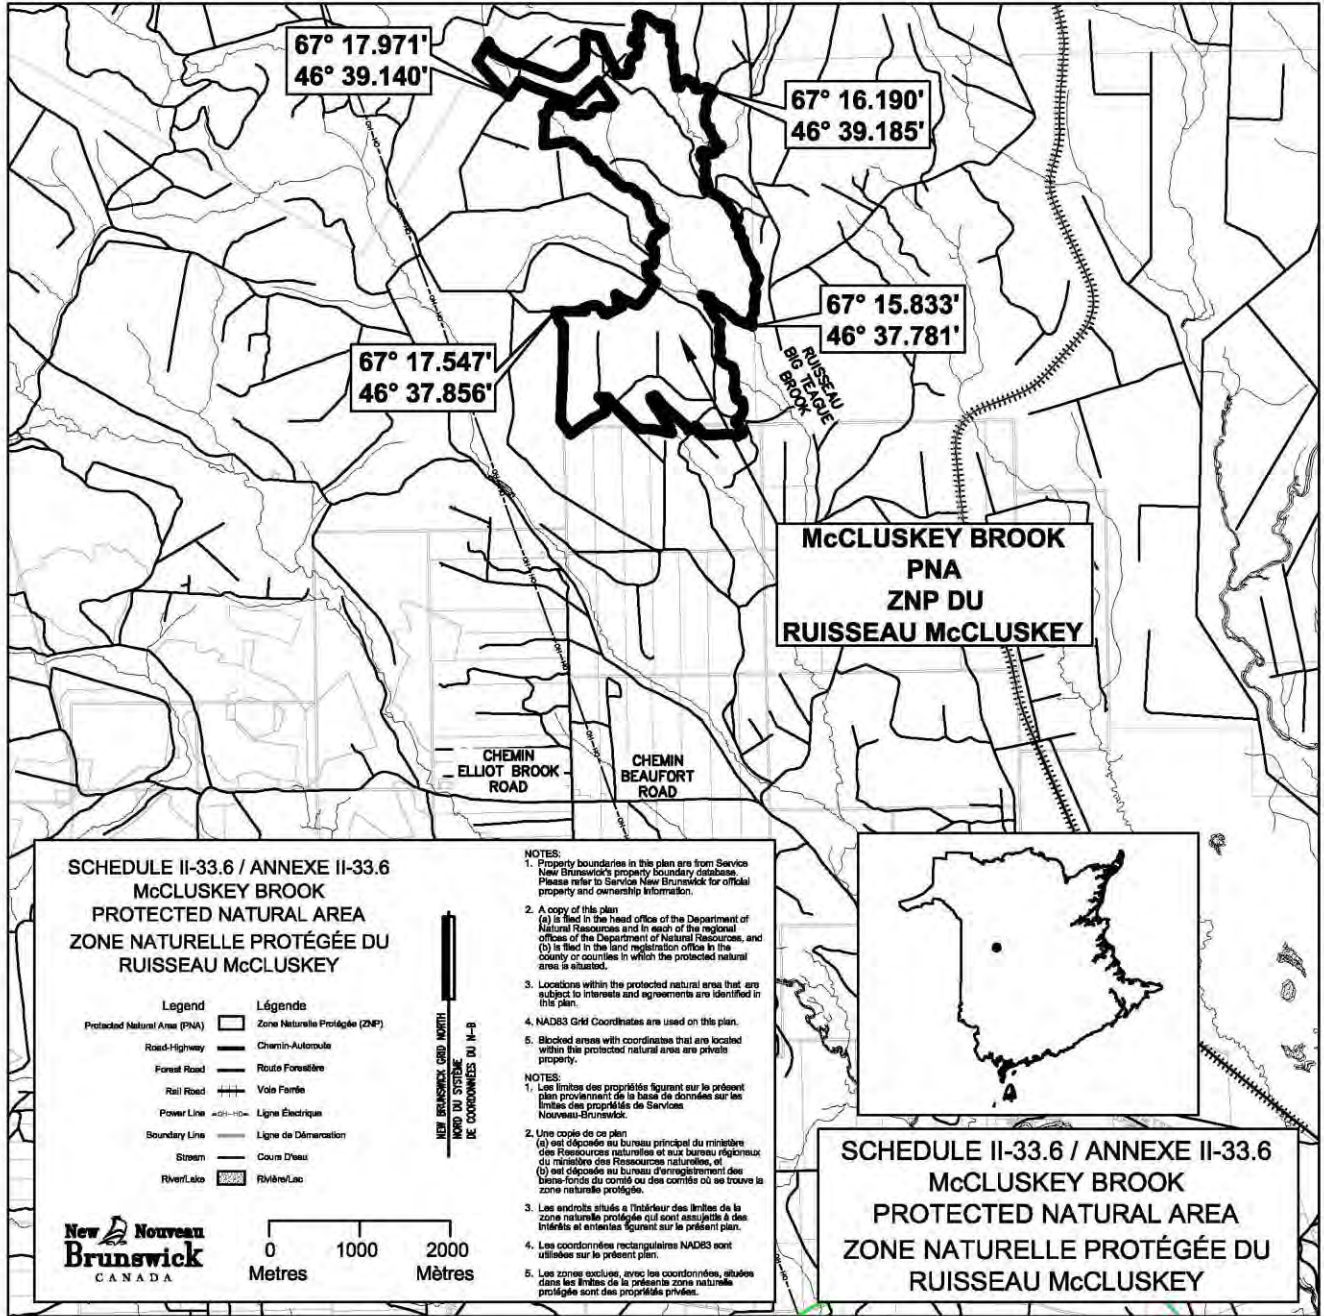 67° 17.971'
46° 39.140'
67° 16.190'
46° 39.185'
67° 15.833'
46° 37.781'
67° 17.547'
46° 37.856'
RUISSEAU
BIG TEAGUE
BROOK
McCLUSKEY BROOK
PNA
ZNP DU
RUISSEAU McCLUSKEY
CHEMIN
ELLIOT BROOK
ROAD
CHEMIN
BEAUFORT
ROAD
SCHEDULE II-33.6 / ANNEXE II-33.6
McCLUSKEY BROOK
PROTECTED NATURAL AREA
ZONE NATURELLE PROTÉGÉE DU
RUISSEAU McCLUSKEY
Legend Légende
Protected Natural Area (PNA) Zone Naturelle Protégée (ZNP)
Road-Highway Chemin-Autoroute
Forest Road Route Forestière
Rail Road Voie Ferrée
Power Line Ligne Électrique
Boundary Line Ligne de Démarcation
Stream Cours D'eau
River/Lake Rivière/Lac
NEW BRUNSWICK GRID NORTH
NORD DU SYSTÈME
DE COORDONNÉES DU N-B
New Nouveau
Brunswick
CANADA
0 1000 2000
Metres Mètres
NOTES:
1. Property boundaries in this plan are from Service
New Brunswick's property boundary database.
Please refer to Service New Brunswick for official
property and ownership information.
2. A copy of this plan
(a) is filed in the head office of the Department of
Natural Resources and in each of the regional
offices of the Department of Natural Resources, and
(b) is filed in the land registration office in the
county or counties in which the protected natural
area is situated.
3. Locations within the protected natural area that are
subject to interests and agreements are identified in
this plan.
4. NAD83 Grid Coordinates are used on this plan.
5. Blocked areas with coordinates that are located
within this protected natural area are private
property.
NOTES:
1. Les limites des propriétés figurant sur le présent
plan proviennent de la base de données sur les
limites des propriétés de Services
Nouveau-Brunswick.
2. Une copie de ce plan
(a) est déposée au bureau principal du ministère
des Ressources naturelles et aux bureau régionaux
du ministère des Ressources naturelles, et
(b) est déposée au bureau d'enregistrement des
biens-fonds du comté ou des comtés où se trouve la
zone naturelle protégée.
3. Les endroits situés a l'intérieur des limites de la
zone naturelle protégée qui sont assujettis à des
intérêts et ententes figurant sur le présent plan.
4. Les coordonnées rectangulaires NAD83 sont
utilisées sur le présent plan.
5. Les zones exclues, avec les coordonnées, situées
dans les limites de la présente zone naturelle
protégée sont des propriétés privées.
SCHEDULE II-33.6 / ANNEXE II-33.6
McCLUSKEY BROOK
PROTECTED NATURAL AREA
ZONE NATURELLE PROTÉGÉE DU
RUISSEAU McCLUSKEY